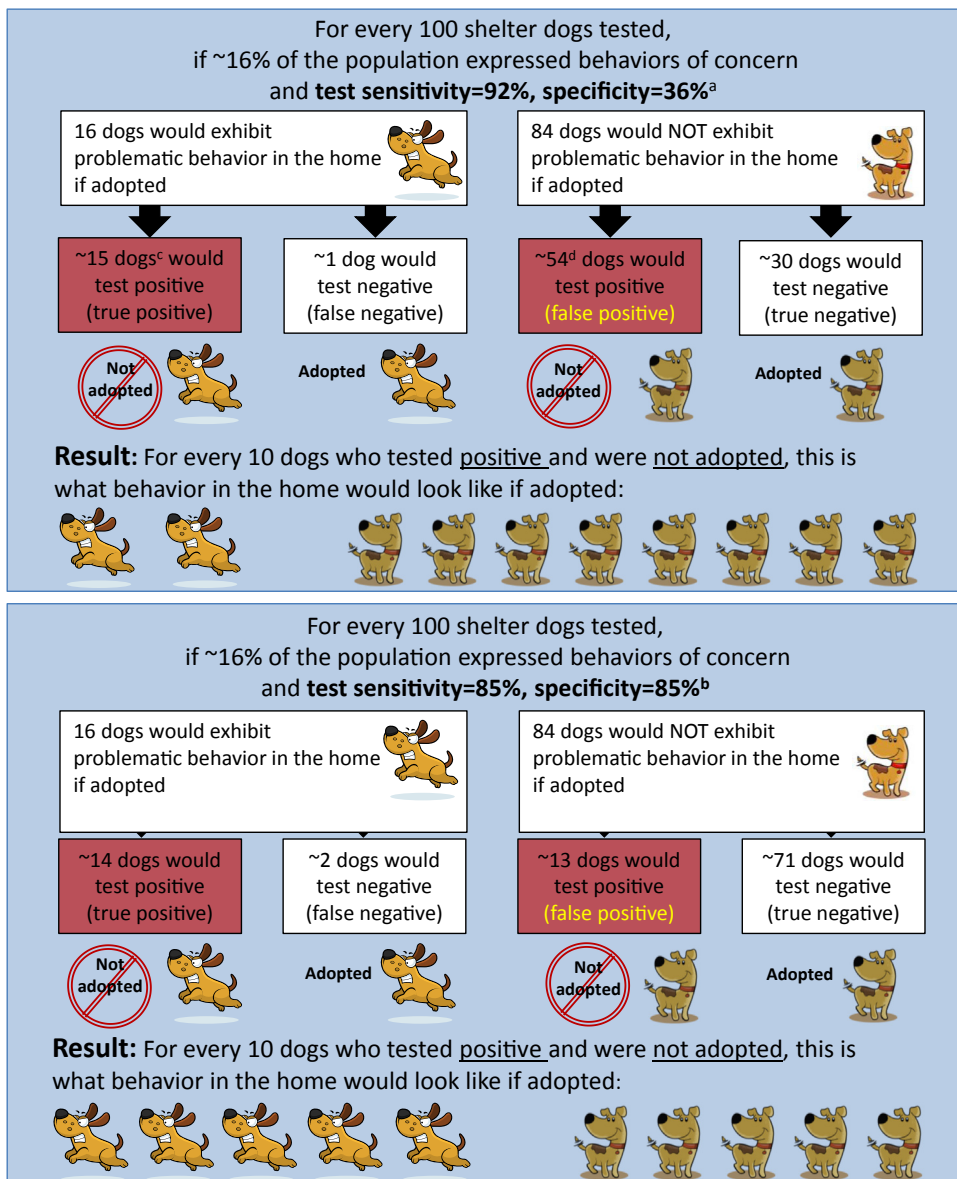 For every 100 shelter dogs tested,
if ~16% of the population expressed behaviors of concern
and test sensitivity=92%, specificity=36%ᵃ
16 dogs would exhibit
problematic behavior in the home
if adopted
84 dogs would NOT exhibit
problematic behavior in the home
if adopted
~15 dogsᶜ would
test positive
(true positive)
~1 dog would
test negative
(false negative)
~54ᵈ dogs would
test positive
(false positive)
~30 dogs would
test negative
(true negative)
Not
adopted
Adopted
Not
adopted
Adopted
Result: For every 10 dogs who tested positive and were not adopted, this is
what behavior in the home would look like if adopted:
For every 100 shelter dogs tested,
if ~16% of the population expressed behaviors of concern
and test sensitivity=85%, specificity=85%ᵇ
16 dogs would exhibit
problematic behavior in the home
if adopted
84 dogs would NOT exhibit
problematic behavior in the home
if adopted
~14 dogs would
test positive
(true positive)
~2 dogs would
test negative
(false negative)
~13 dogs would
test positive
(false positive)
~71 dogs would
test negative
(true negative)
Not
adopted
Adopted
Not
adopted
Adopted
Result: For every 10 dogs who tested positive and were not adopted, this is
what behavior in the home would look like if adopted: